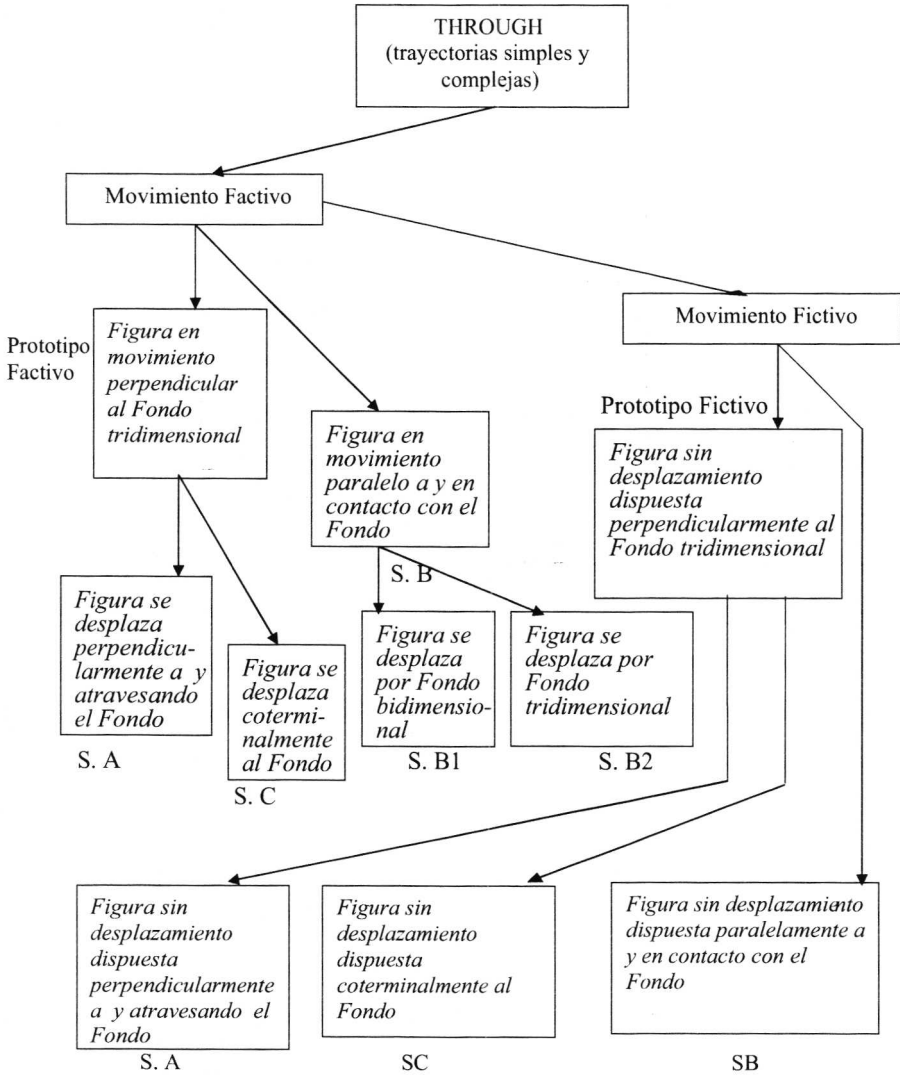 THROUGH
(trayectorias simples y
complejas)
Movimiento Factivo
Movimiento Fictivo
Prototipo
Factivo
Figura en
movimiento
perpendicular
al Fondo
tridimensional
Prototipo Fictivo
Figura en
movimiento
paralelo a y en
contacto con el
Fondo
Figura sin
desplazamiento
dispuesta
perpendicularmente al
Fondo tridimensional
S. B
Figura se
desplaza
perpendicu-
larmente a y
atravesando
el Fondo
S. A
Figura se
desplaza
cotermi-
nalmente
al Fondo
S. C
Figura se
desplaza
por Fondo
bidimensio-
nal
S. B1
Figura se
desplaza por
Fondo
tridimensional
S. B2
Figura sin
desplazamiento
dispuesta
perpendicularmente
a y atravesando el
Fondo
S. A
Figura sin
desplazamiento
dispuesta
coterminalmente al
Fondo
SC
Figura sin desplazamiento
dispuesta paralelamente a
y en contacto con el
Fondo
SB